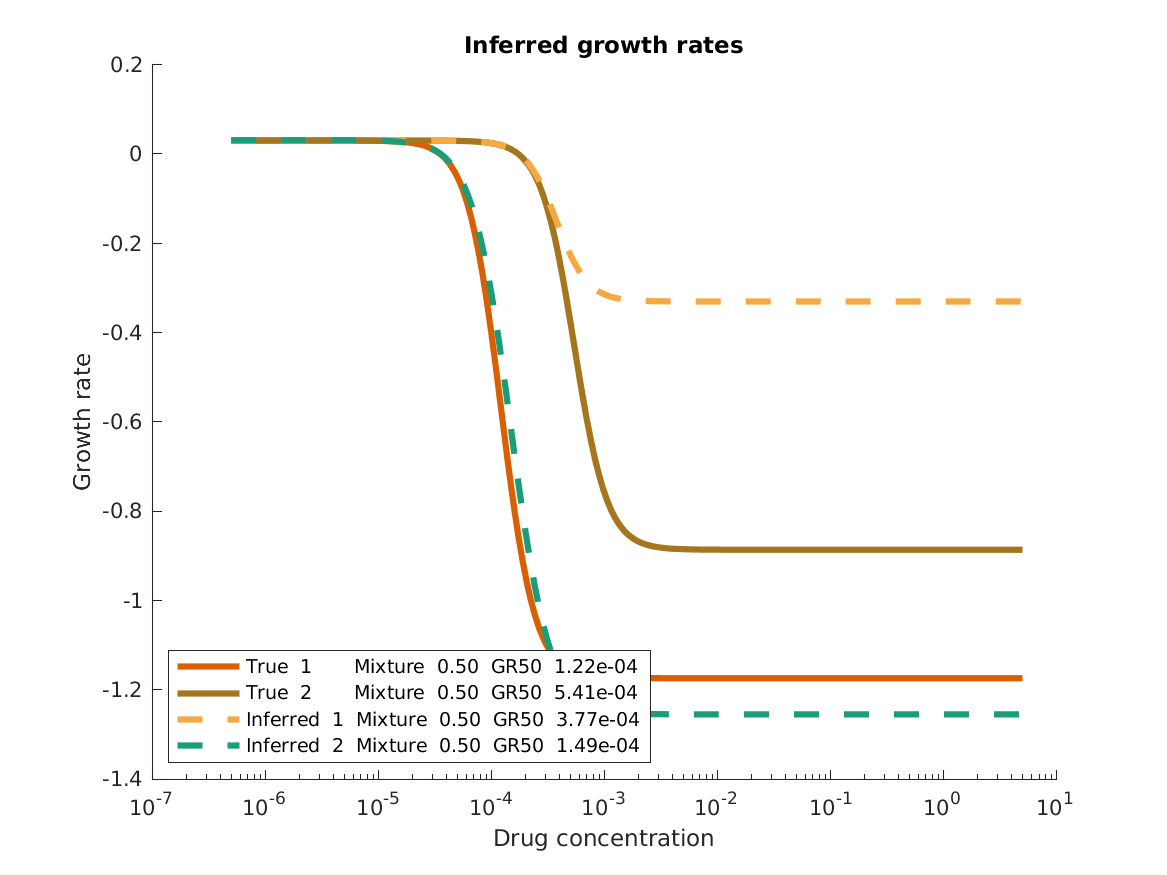 Inferred growth rates
0.2
0
-0.2
-0.4
-0.6
-0.8
-1
-1.2
-1.4
Growth rate
True 1 Mixture 0.50 GR50 1.22e-04
True 2 Mixture 0.50 GR50 5.41e-04
Inferred 1 Mixture 0.50 GR50 3.77e-04
Inferred 2 Mixture 0.50 GR50 1.49e-04
10^-7 10^-6 10^-5 10^-4 10^-3 10^-2 10^-1 10^0 10^1
Drug concentration